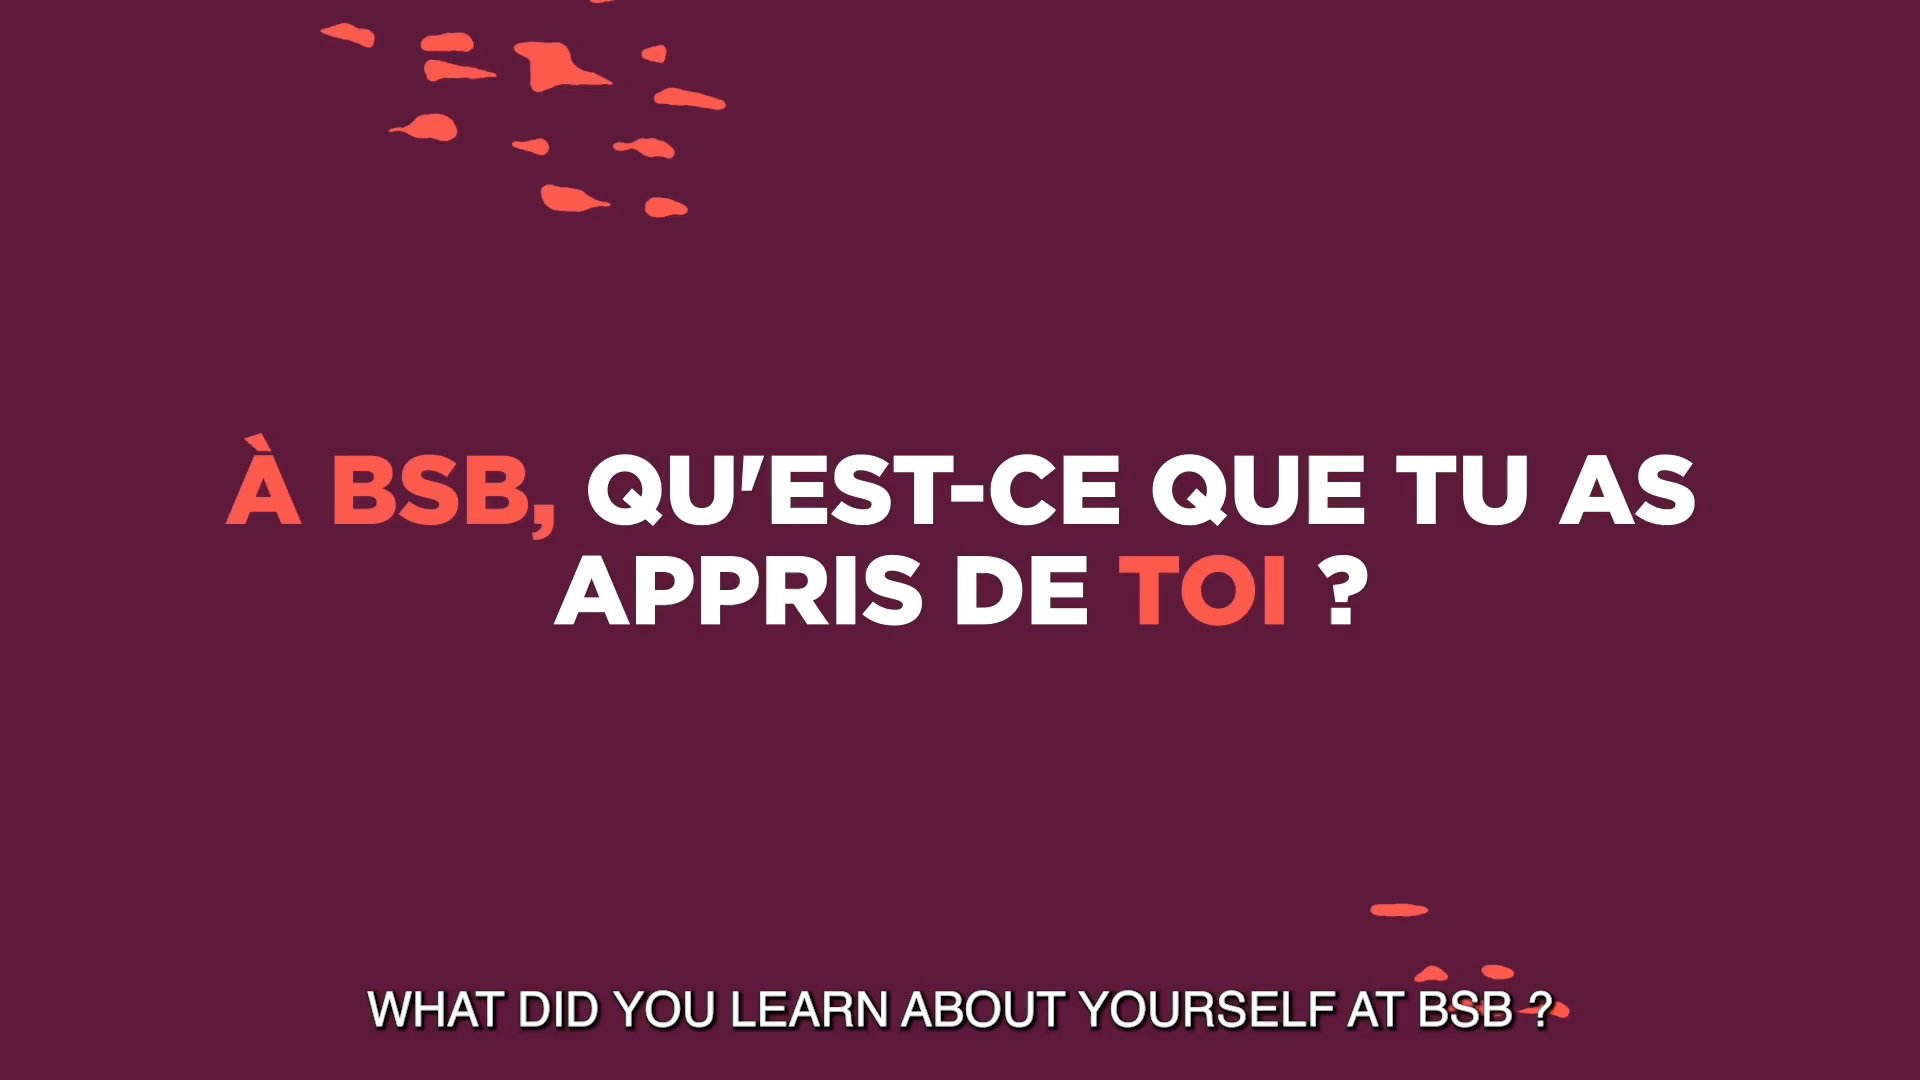 À BSB, QU'EST-CE QUE TU AS
APPRIS DE TOI ?
WHAT DID YOU LEARN ABOUT YOURSELF AT BSB ?